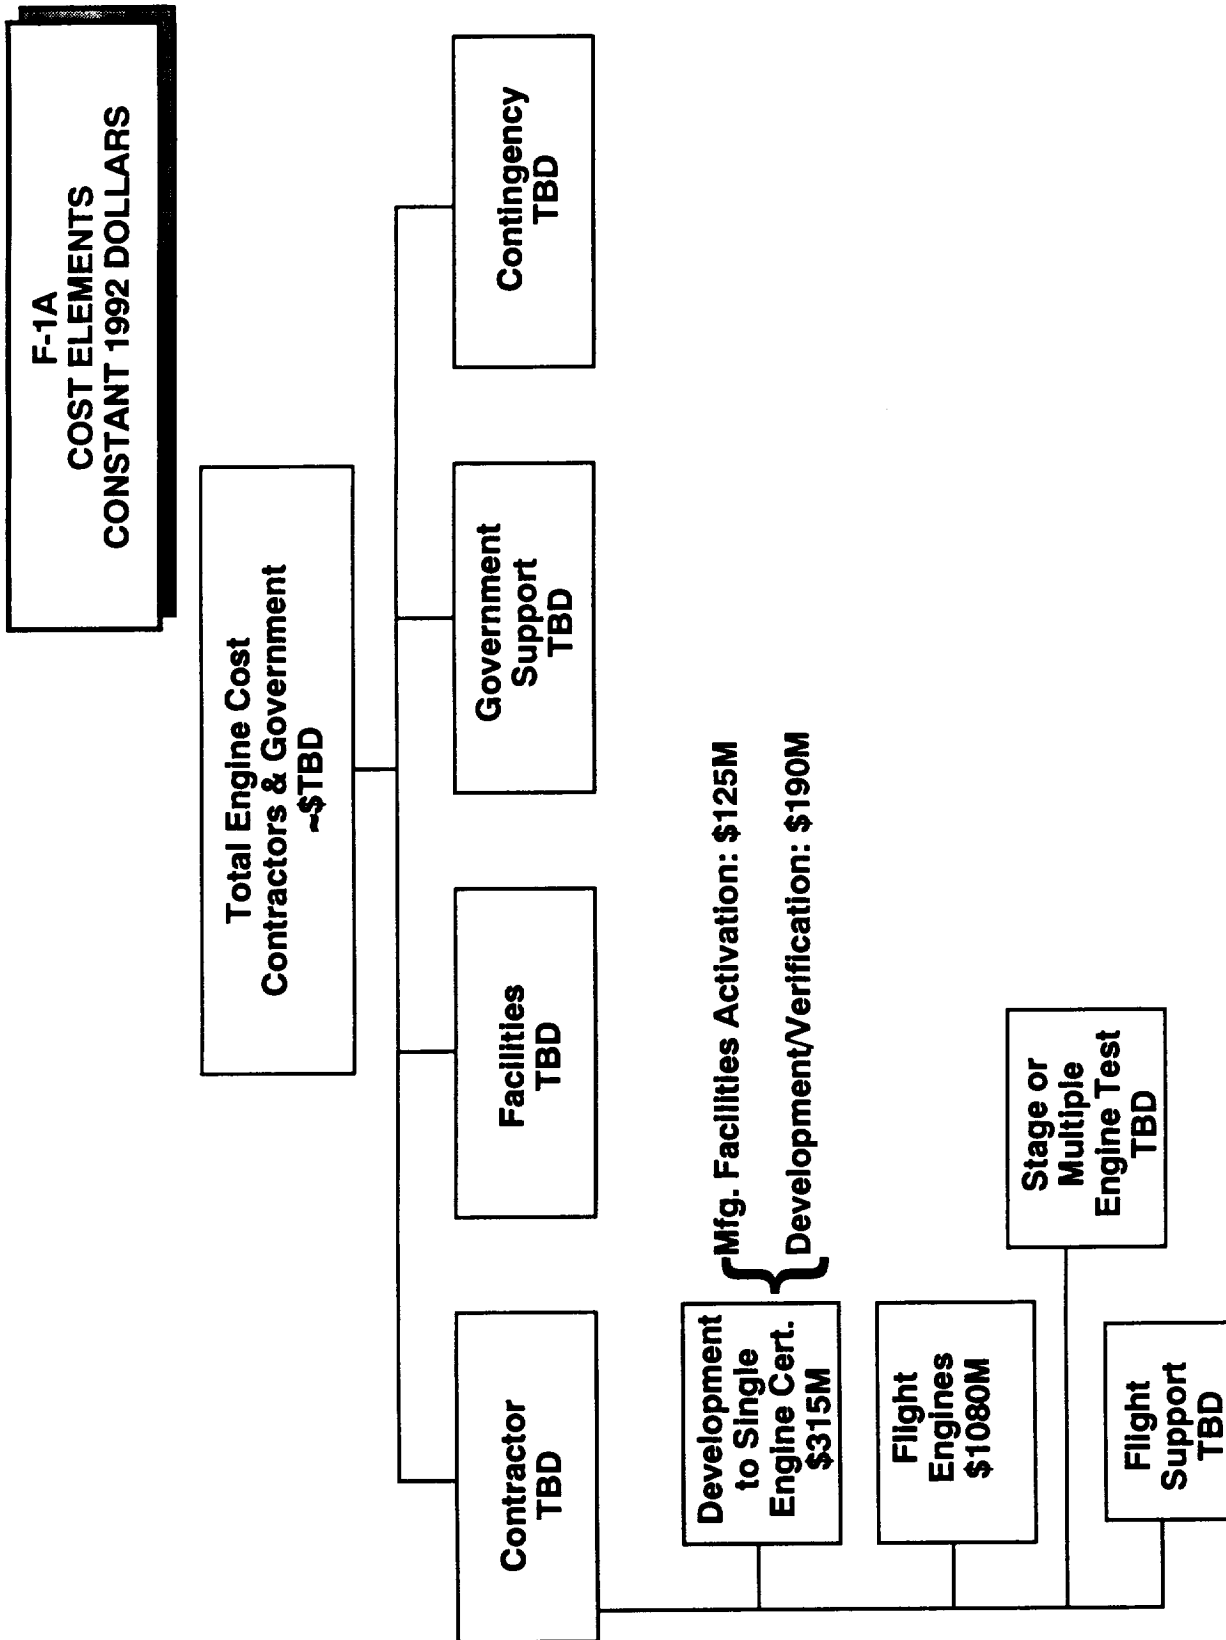 F-1A
COST ELEMENTS
CONSTANT 1992 DOLLARS
Total Engine Cost
Contractors & Government
~$TBD
Contractor
TBD
Facilities
TBD
Government
Support
TBD
Contingency
TBD
Development
to Single
Engine Cert.
$315M
Mfg. Facilities Activation: $125M
Development/Verification: $190M
Flight
Engines
$1080M
Stage or
Multiple
Engine Test
TBD
Flight
Support
TBD